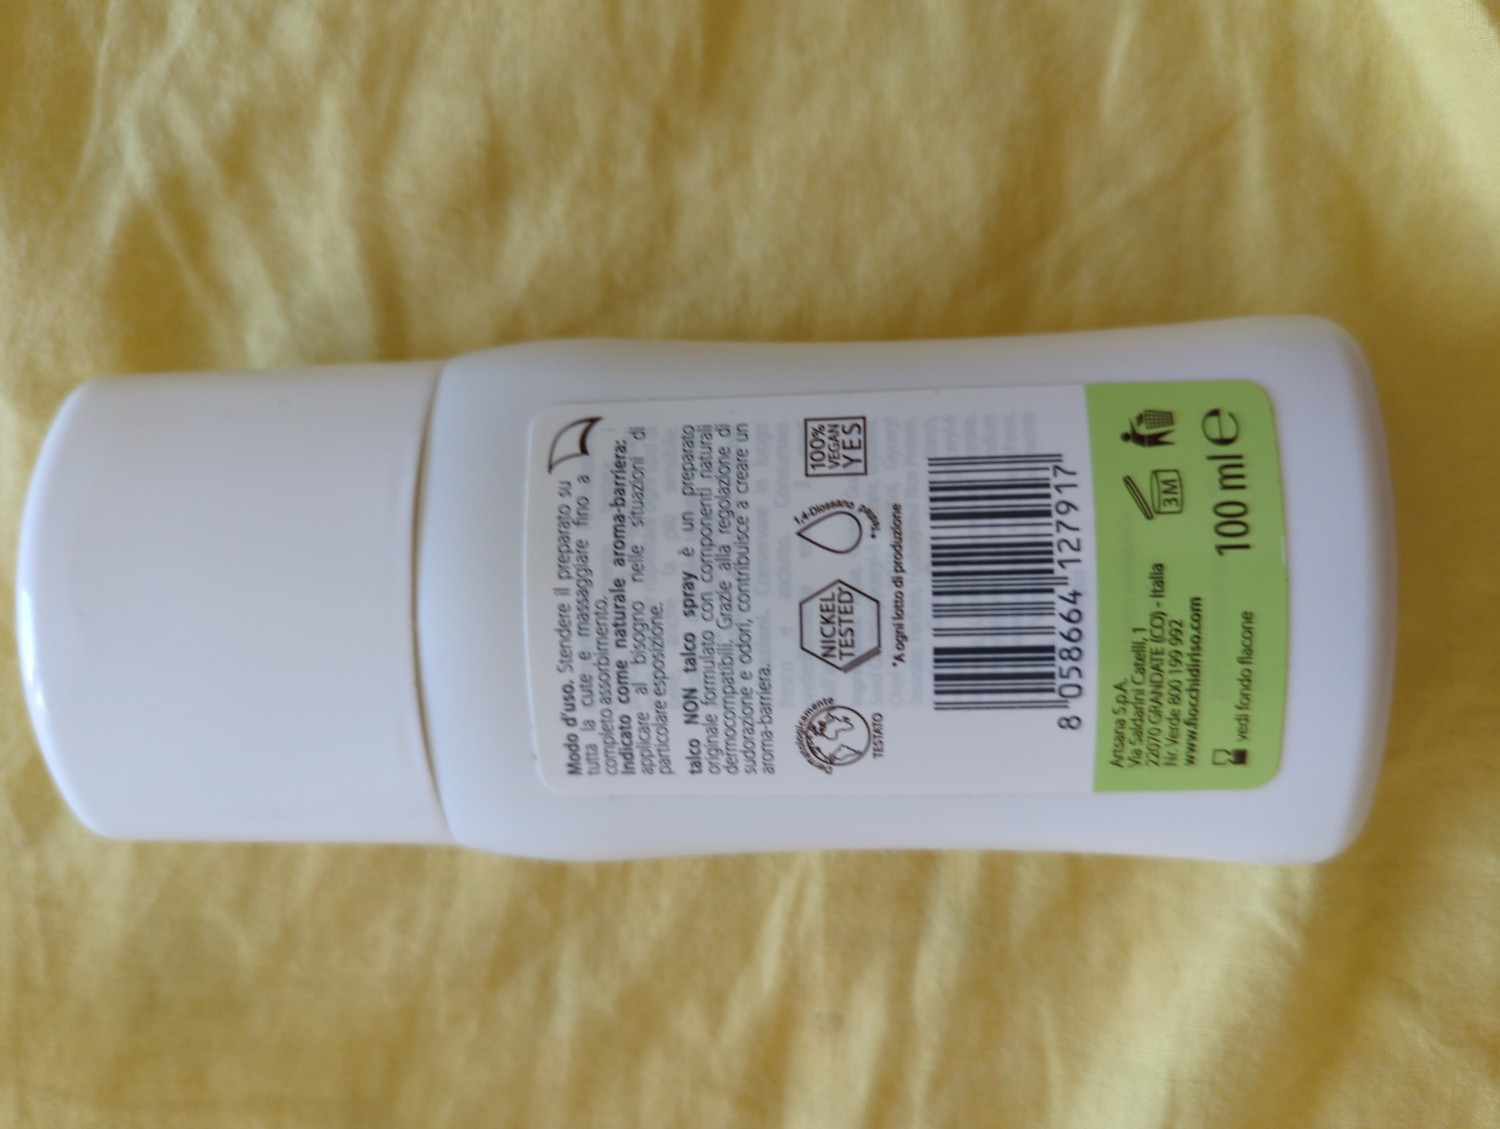 Modo d'uso. Stendere il preparato su
tutta la cute e massaggiare fino a
completo assorbimento.
Indicato come naturale aroma-barriera:
applicare al bisogno nelle situazioni di
particolare esposizione.
talco NON talco spray è un preparato
originale formulato con componenti naturali
dermocompatibili. Grazie alla regolazione di
sudorazione e odori, contribuisce a creare un
aroma-barriera.
TESTATO
NICKEL
TESTED*
1,4-Diossano
100%
VEGAN
YES
*A ogni lotto di produzione
8 058664 127917
Artsana S.p.A.
Via Saldarini Catelli, 1
22070 GRANDATE (CO) - Italia
Nr. Verde 800 199 992
www.fiocchidiriso.com
3M
100 ml e
vedi fondo flacone